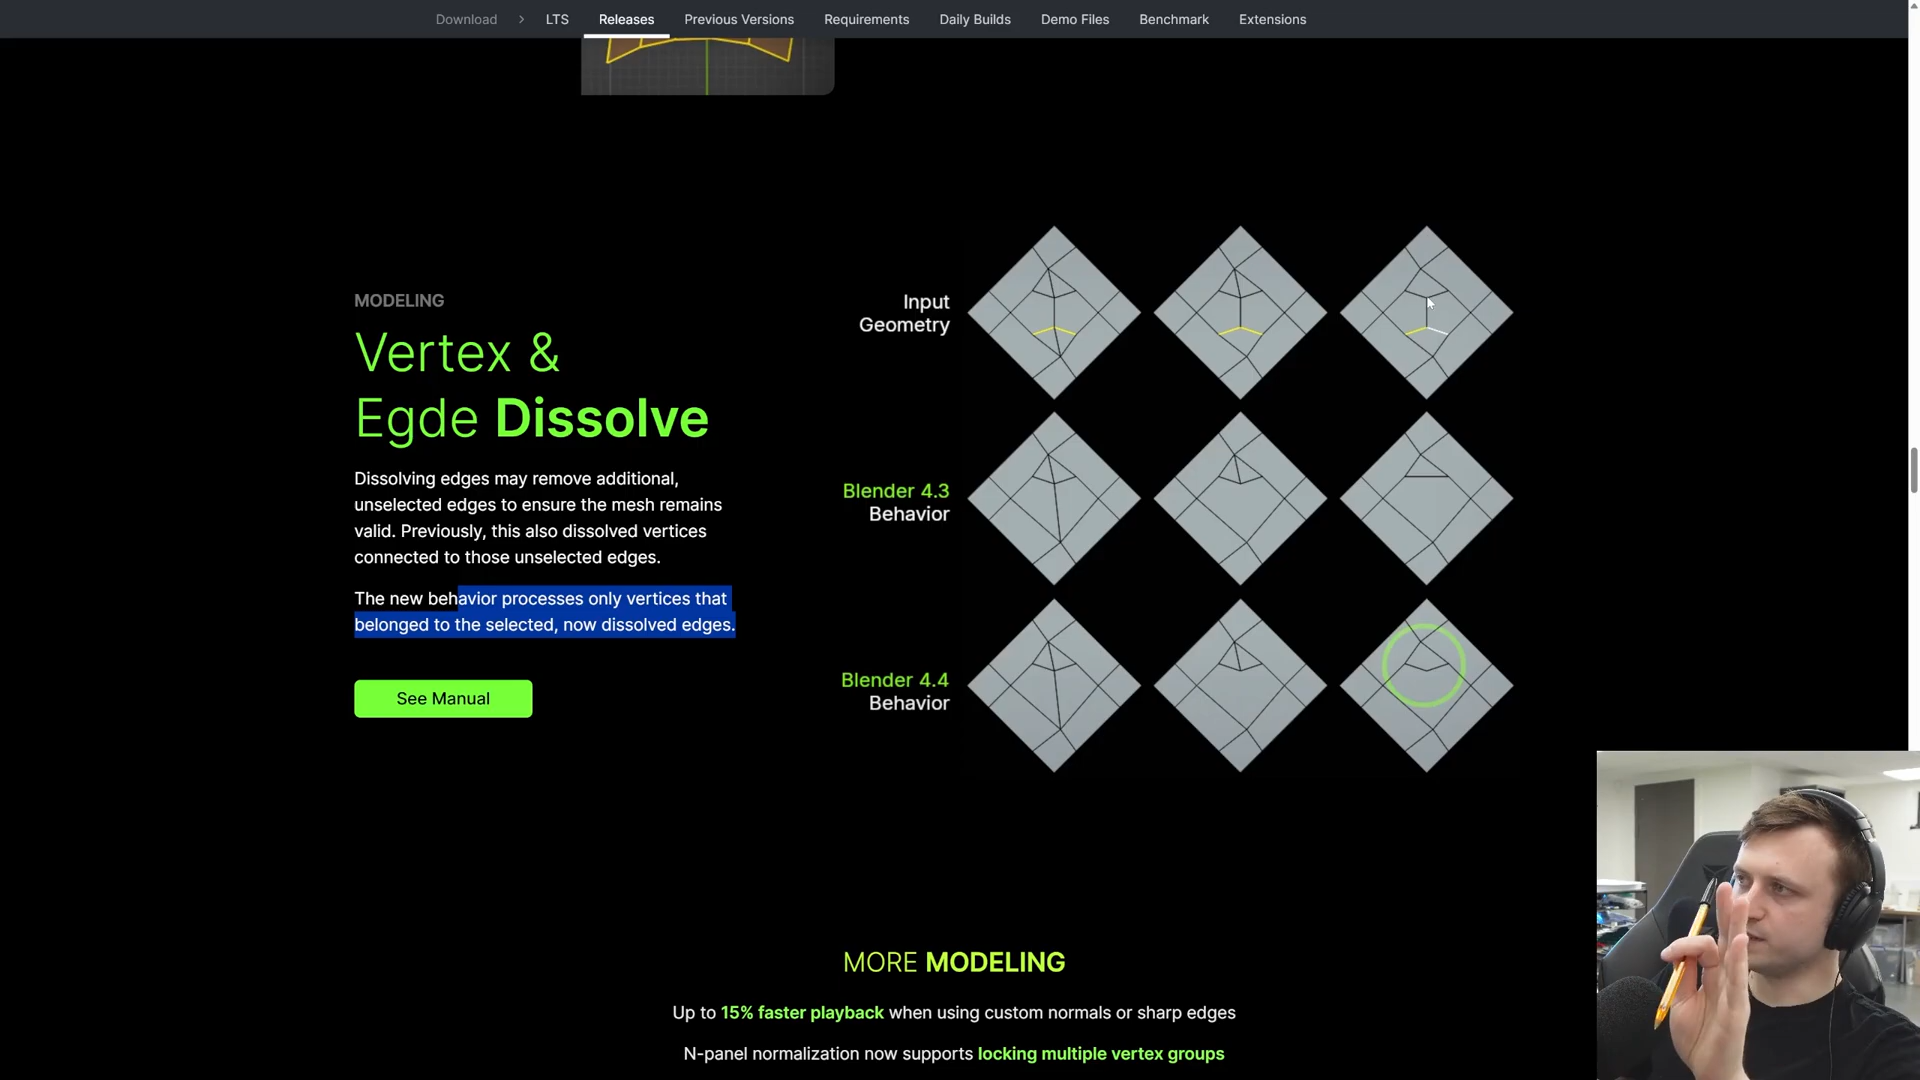 Download > LTS Releases Previous Versions Requirements Daily Builds Demo Files Benchmark Extensions
MODELING
Vertex &
Egde Dissolve
Dissolving edges may remove additional,
unselected edges to ensure the mesh remains
valid. Previously, this also dissolved vertices
connected to those unselected edges.
The new behavior processes only vertices that
belonged to the selected, now dissolved edges.
See Manual
Input
Geometry
Blender 4.3
Behavior
Blender 4.4
Behavior
MORE MODELING
Up to 15% faster playback when using custom normals or sharp edges
N-panel normalization now supports locking multiple vertex groups